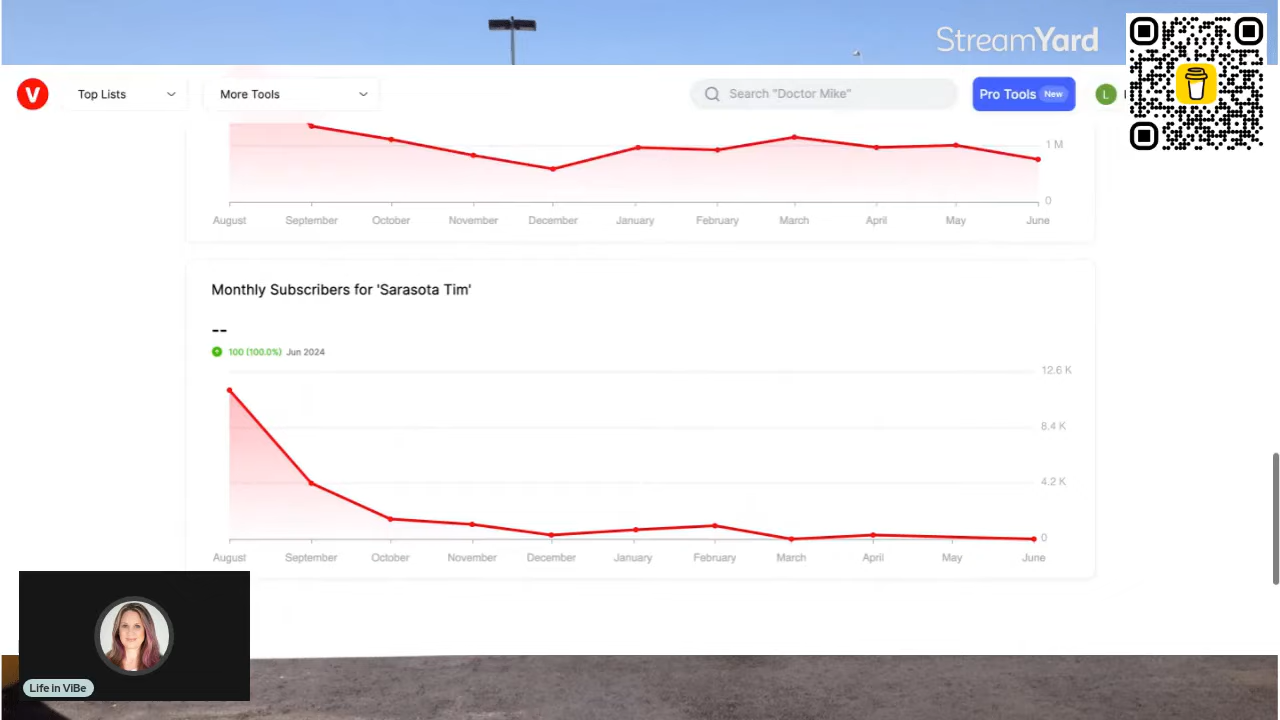 StreamYard
V
Top Lists
More Tools
Search "Doctor Mike"
Pro Tools New
L
1 M
0
August September October November December January February March April May June
Monthly Subscribers for 'Sarasota Tim'
--
100 (100.0%) Jun 2024
12.6 K
8.4 K
4.2 K
0
August September October November December January February March April May June
Life in VIBe